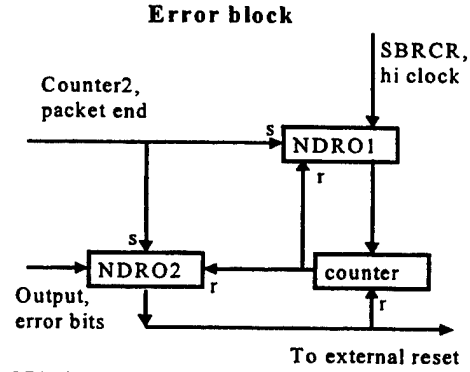 Error block
SBRCR,
hi clock
Counter2,
packet end
s
NDRO1
r
s
NDRO2
r
counter
r
Output,
error bits
To external reset